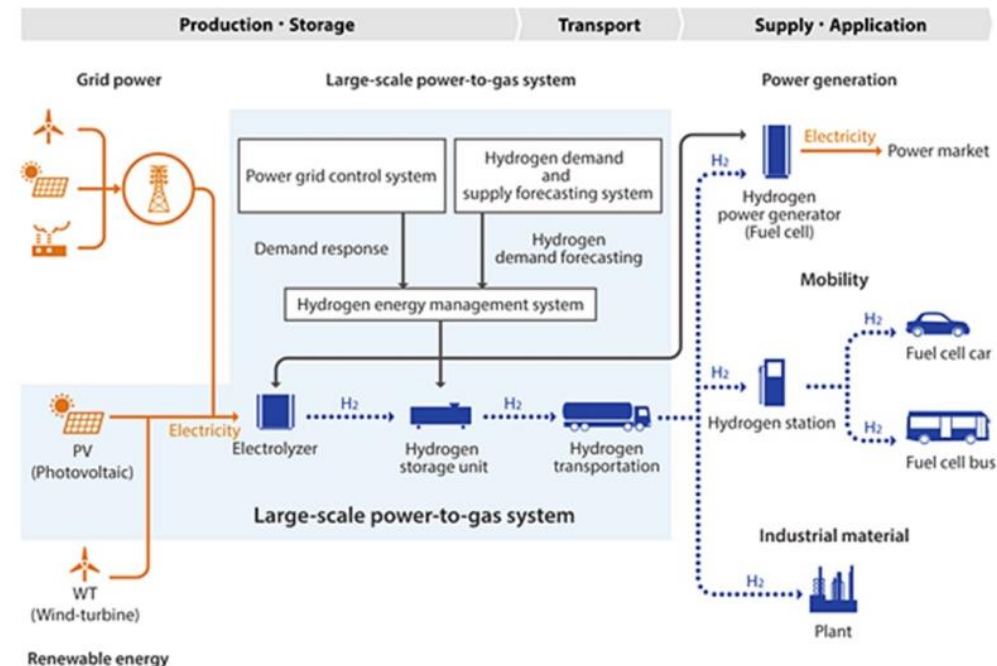 Production・Storage
Transport
Supply・Application
Grid power
Large-scale power-to-gas system
Power generation
Power grid control system
Hydrogen demand
and
supply forecasting system
Demand response
Hydrogen
demand forecasting
Hydrogen energy management system
H₂
Electricity
Power market
Hydrogen
power generator
(Fuel cell)
Mobility
PV
(Photovoltaic)
Electricity
Electrolyzer
H₂
Hydrogen
storage unit
H₂
Hydrogen
transportation
H₂
Hydrogen station
H₂
Fuel cell car
H₂
Fuel cell bus
Large-scale power-to-gas system
WT
(Wind-turbine)
Renewable energy
Industrial material
H₂
Plant